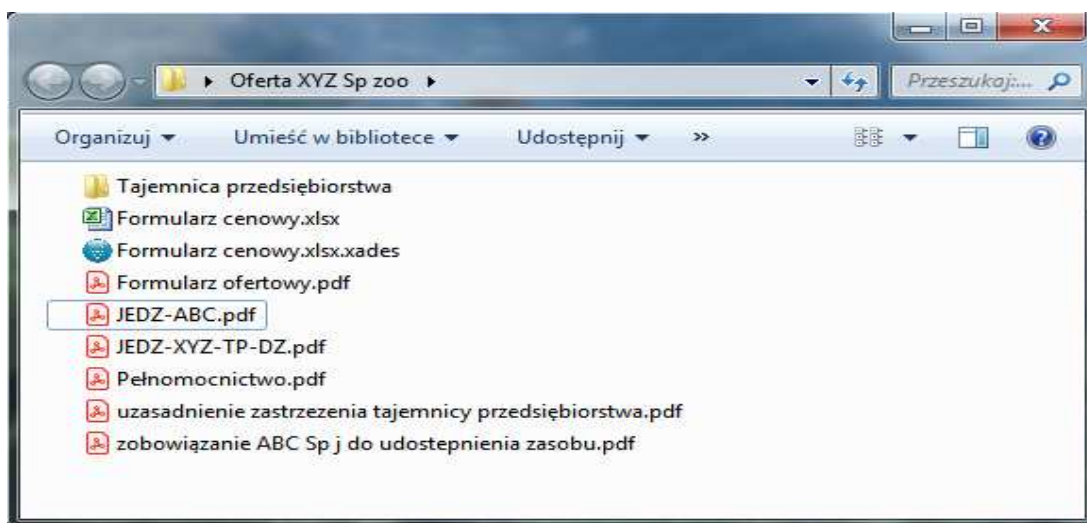 Oferta XYZ Sp zoo
Przeszukaj:...
Organizuj Umieść w bibliotece Udostępnij »
Tajemnica przedsiębiorstwa
Formularz cenowy.xlsx
Formularz cenowy.xlsx.xades
Formularz ofertowy.pdf
JEDZ-ABC.pdf
JEDZ-XYZ-TP-DZ.pdf
Pełnomocnictwo.pdf
uzasadnienie zastrzezenia tajemnicy przedsiębiorstwa.pdf
zobowiązanie ABC Sp j do udostepnienia zasobu.pdf